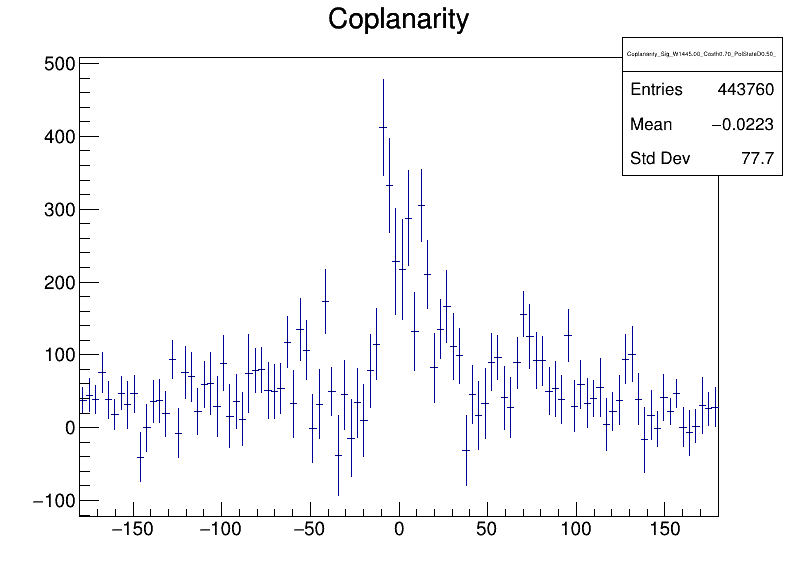 Coplanarity
Coplanarity_Sig_W1445.00_Costh0.70_PolStateD0.50_
Entries 443760
Mean −0.0223
Std Dev 77.7
500
400
300
200
100
0
−100
−150 −100 −50 0 50 100 150